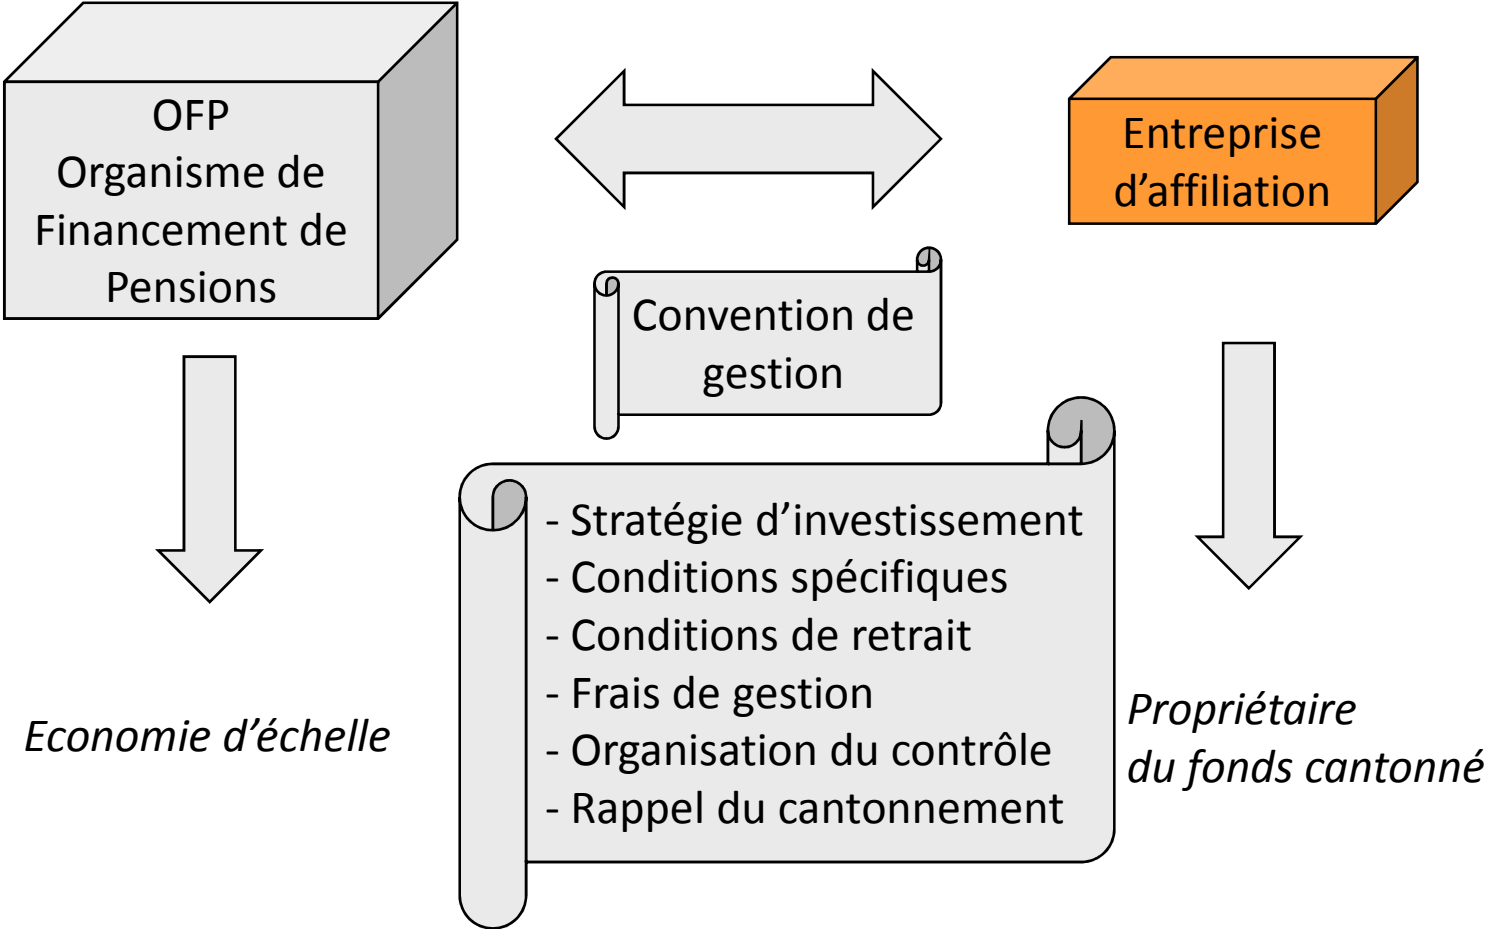 OFP
Organisme de
Financement de
Pensions
Entreprise
d’affiliation
Convention de
gestion
- Stratégie d’investissement
- Conditions spécifiques
- Conditions de retrait
- Frais de gestion
- Organisation du contrôle
- Rappel du cantonnement
Economie d’échelle
Propriétaire
du fonds cantonné